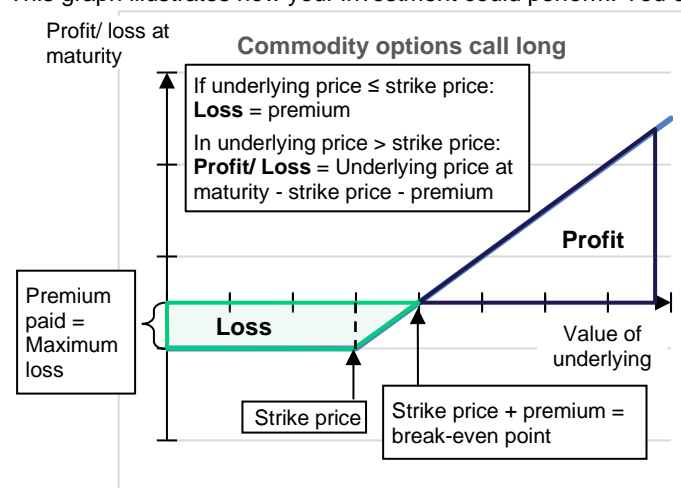 This graph illustrates how your investment could perform. You
Profit/ loss at
maturity
Commodity options call long
If underlying price ≤ strike price:
Loss = premium
In underlying price > strike price:
Profit/ Loss = Underlying price at
maturity - strike price - premium
Profit
Premium
paid =
Maximum
loss
Loss
Value of
underlying
Strike price
Strike price + premium =
break-even point